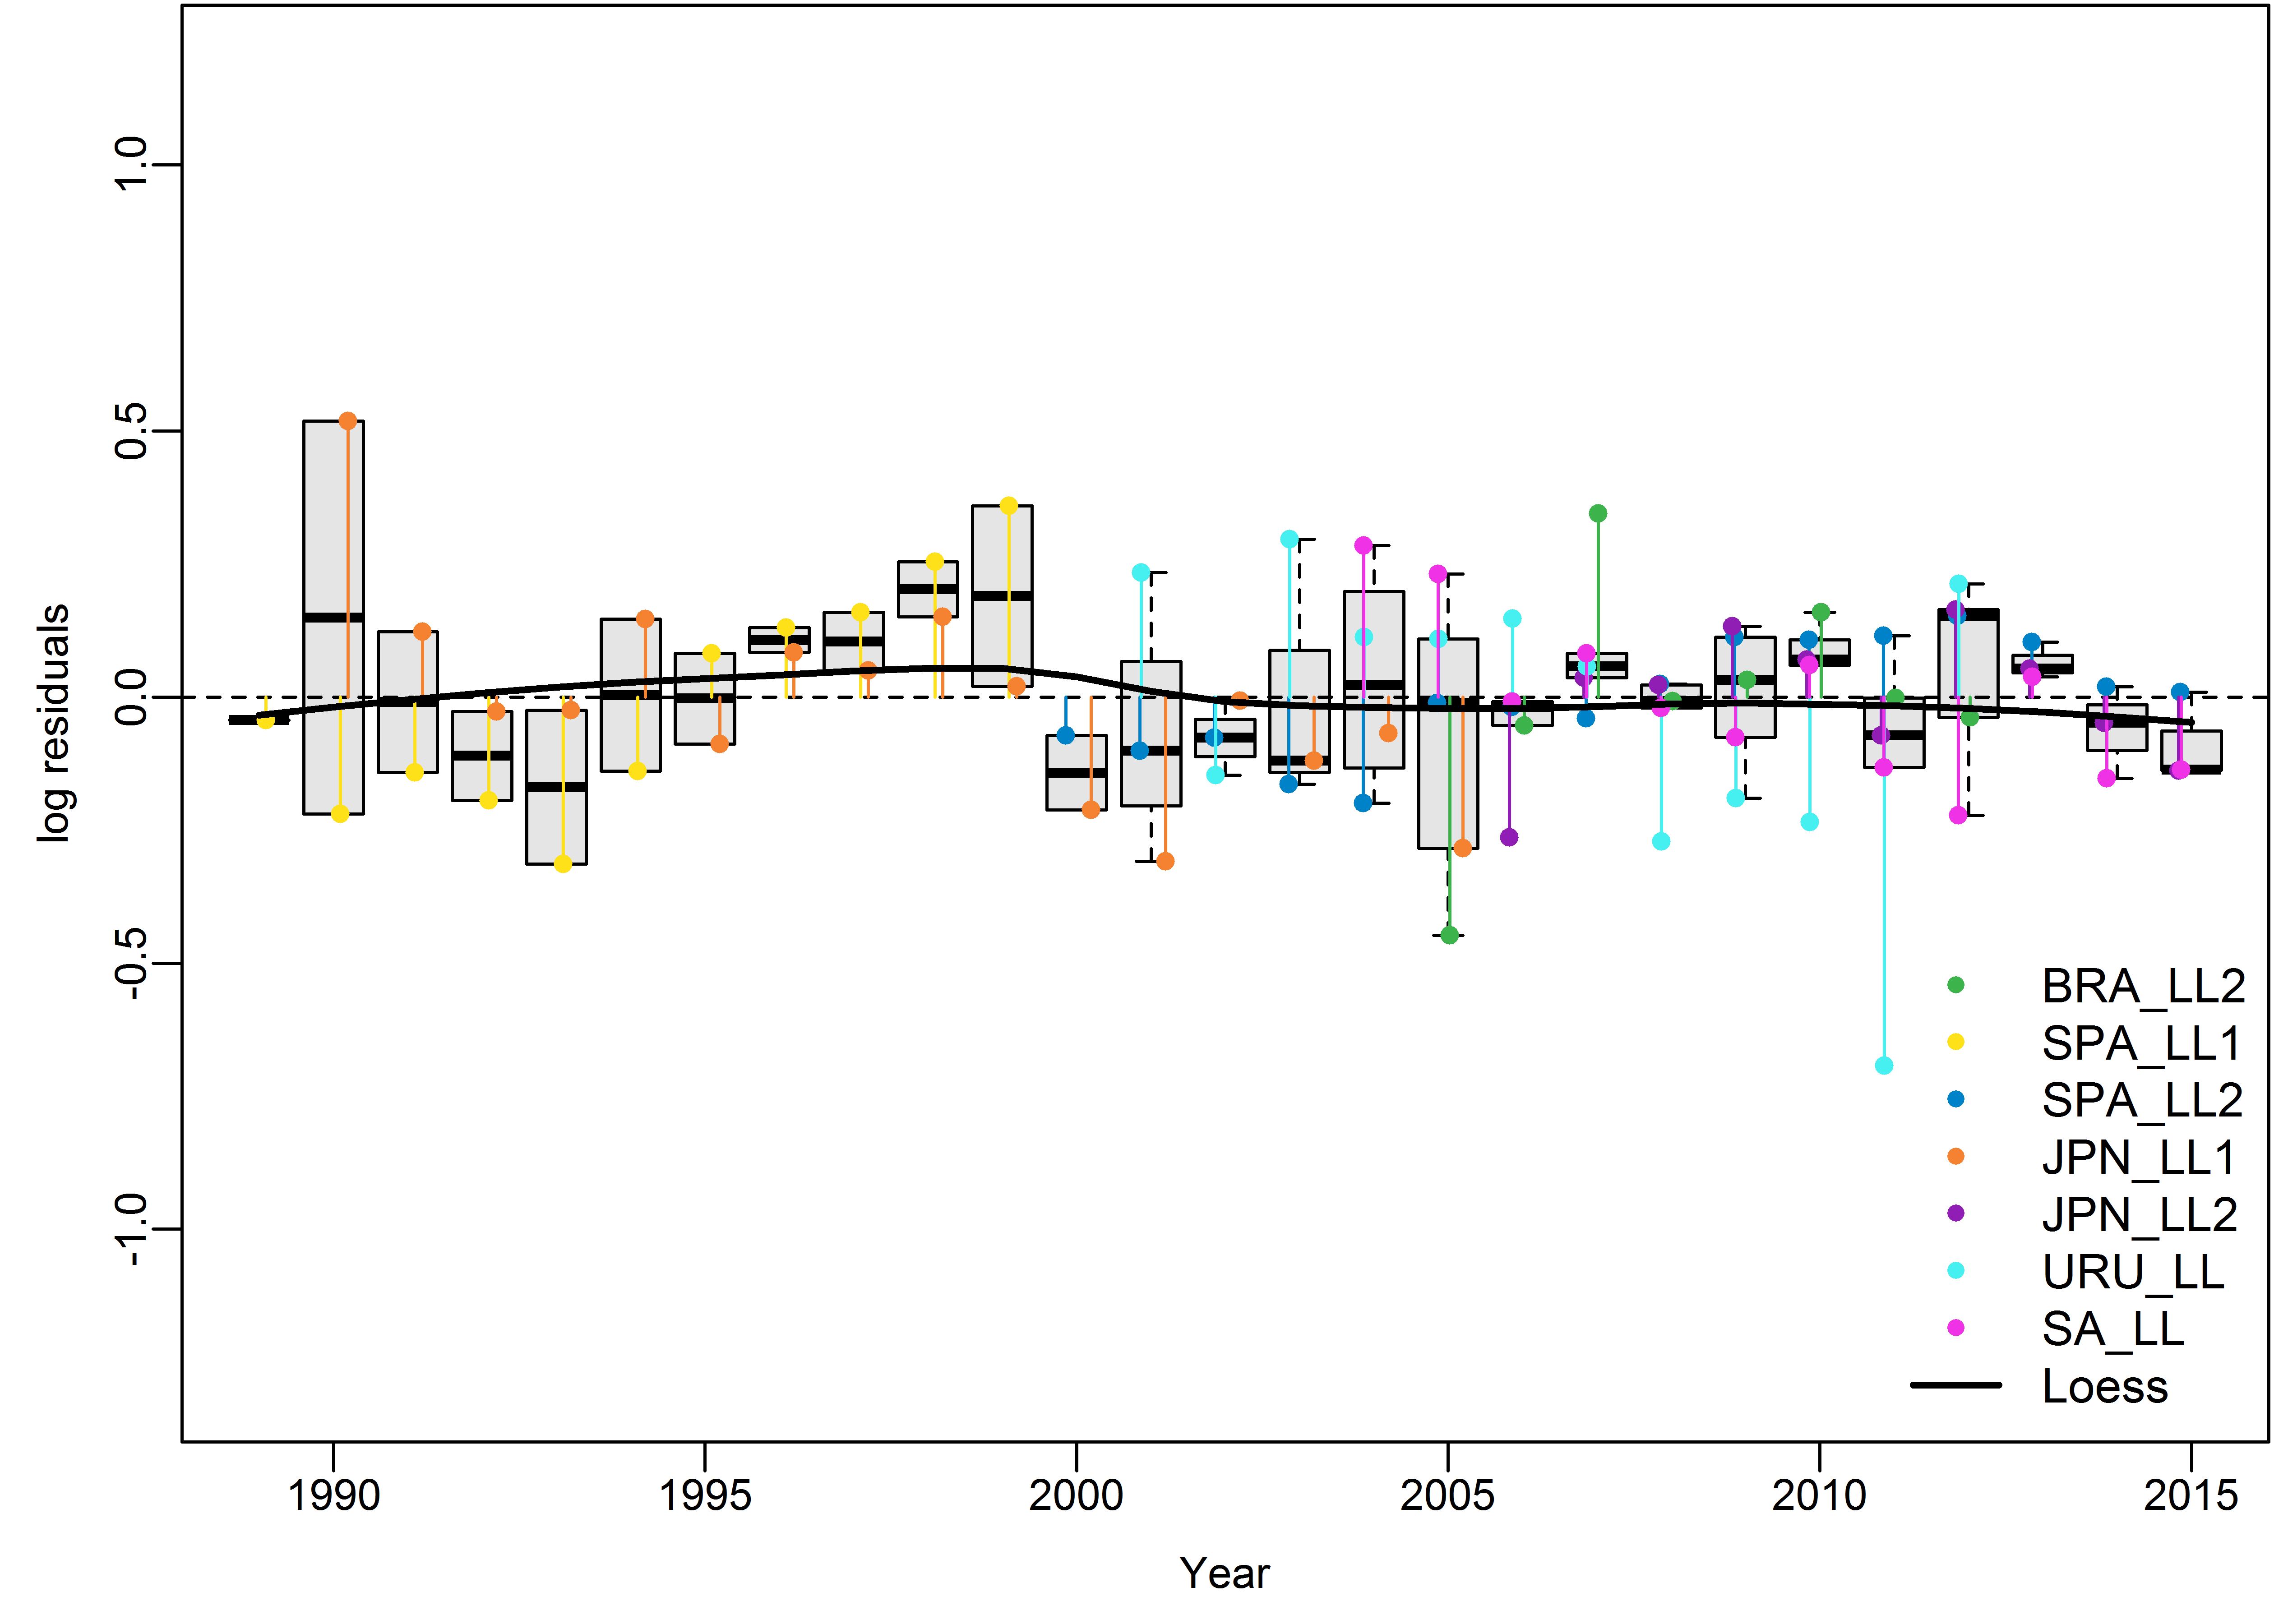 1.0
0.5
0.0
-0.5
-1.0
log residuals
BRA_LL2
SPA_LL1
SPA_LL2
JPN_LL1
JPN_LL2
URU_LL
SA_LL
Loess
1990 1995 2000 2005 2010 2015
Year